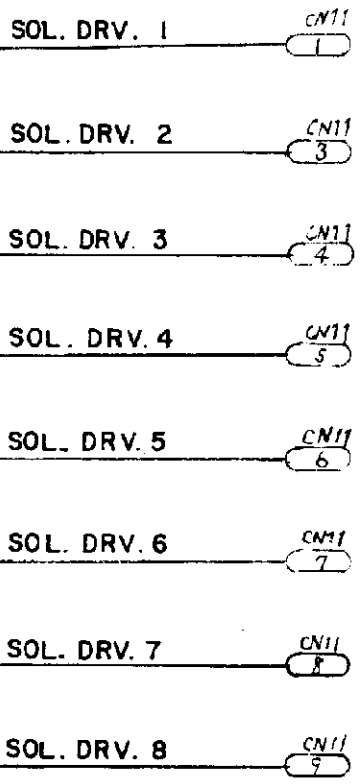 SOL. DRV. 1 CN11
1
SOL. DRV. 2 CN11
3
SOL. DRV. 3 CN11
4
SOL. DRV. 4 CN11
5
SOL. DRV. 5 CN11
6
SOL. DRV. 6 CN11
7
SOL. DRV. 7 CN11
8
SOL. DRV. 8 CN11
9